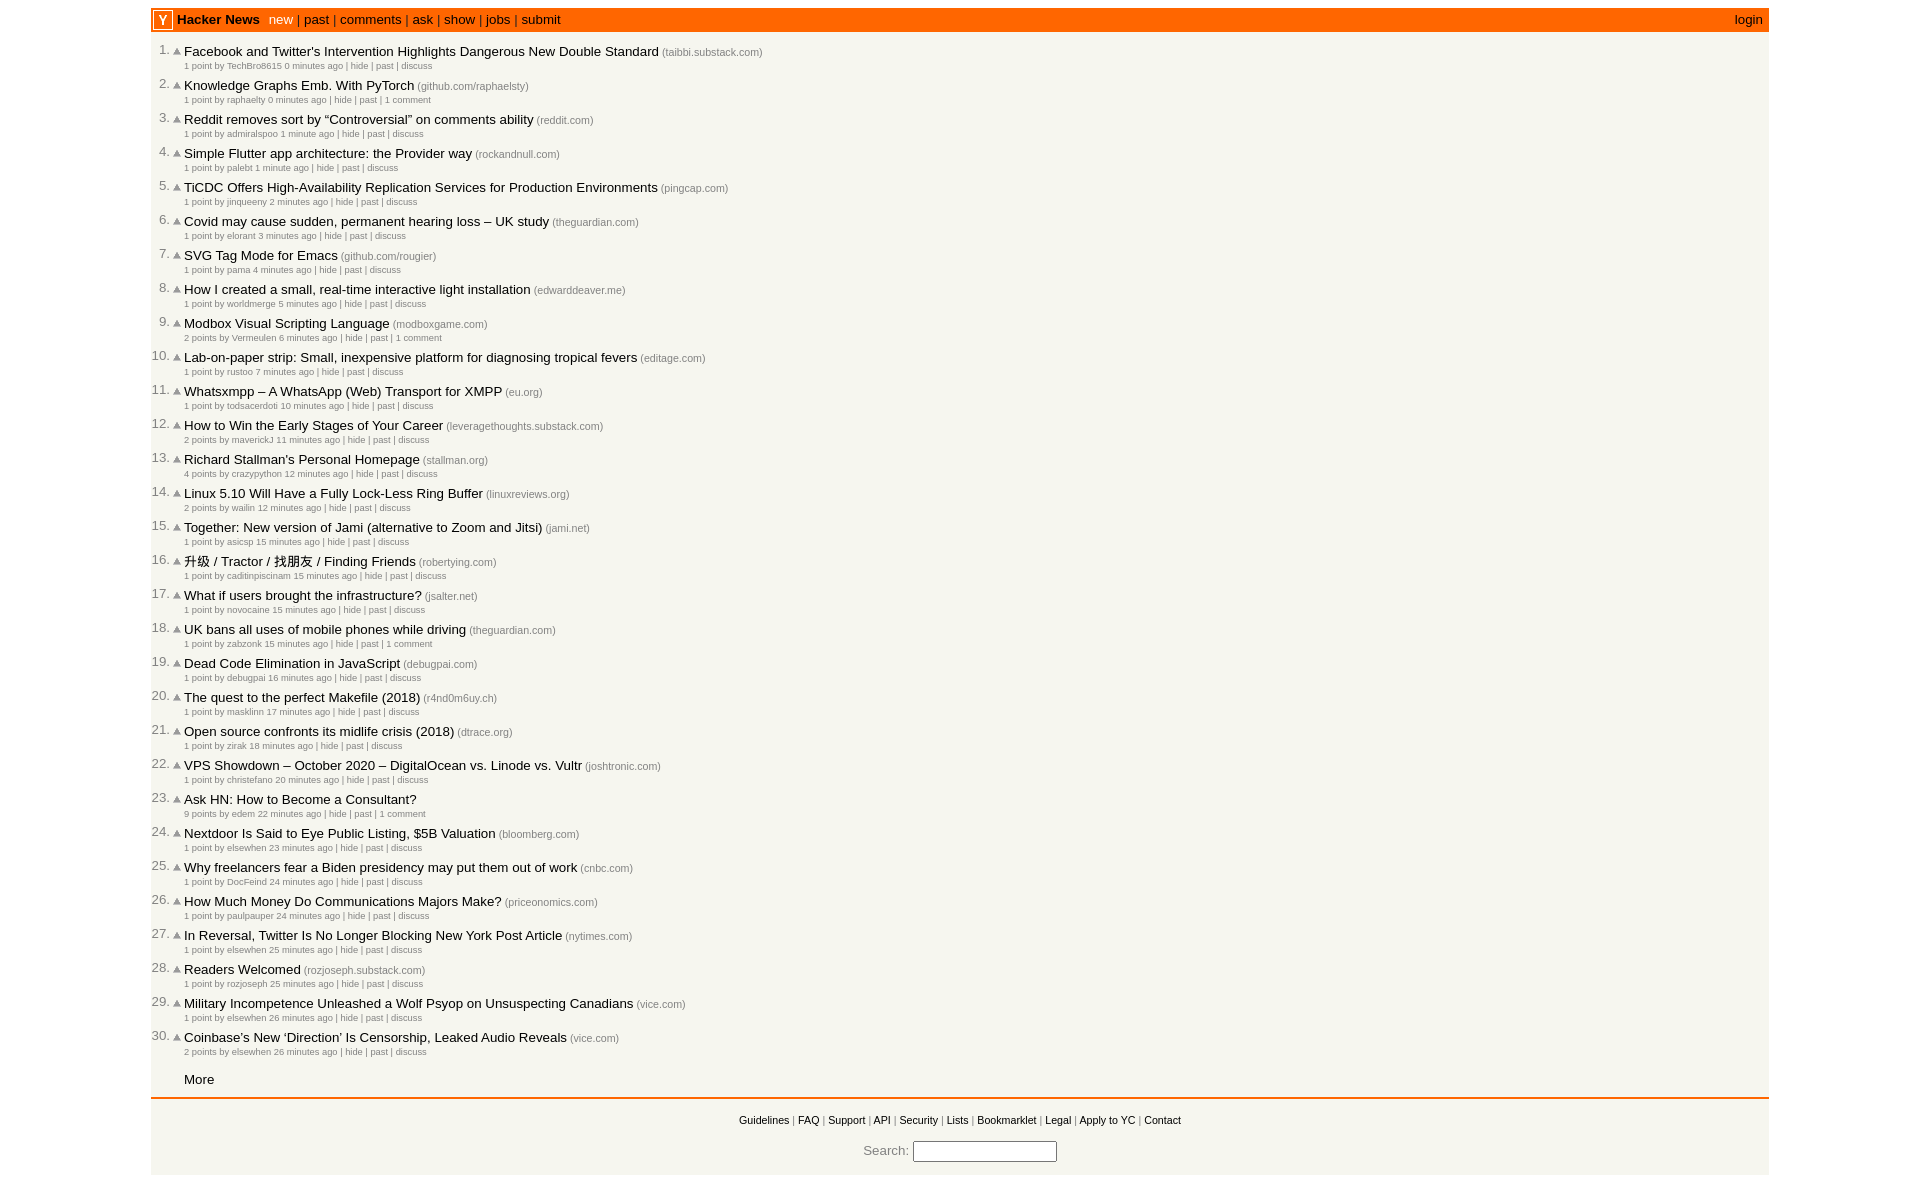 Y Hacker News new | past | comments | ask | show | jobs | submit login
1. Facebook and Twitter's Intervention Highlights Dangerous New Double Standard (taibbi.substack.com)
1 point by TechBro8615 0 minutes ago | hide | past | discuss
2. Knowledge Graphs Emb. With PyTorch (github.com/raphaelsty)
1 point by raphaelty 0 minutes ago | hide | past | 1 comment
3. Reddit removes sort by “Controversial” on comments ability (reddit.com)
1 point by admiralspoo 1 minute ago | hide | past | discuss
4. Simple Flutter app architecture: the Provider way (rockandnull.com)
1 point by palebt 1 minute ago | hide | past | discuss
5. TiCDC Offers High-Availability Replication Services for Production Environments (pingcap.com)
1 point by jinqueeny 2 minutes ago | hide | past | discuss
6. Covid may cause sudden, permanent hearing loss – UK study (theguardian.com)
1 point by elorant 3 minutes ago | hide | past | discuss
7. SVG Tag Mode for Emacs (github.com/rougier)
1 point by pama 4 minutes ago | hide | past | discuss
8. How I created a small, real-time interactive light installation (edwarddeaver.me)
1 point by worldmerge 5 minutes ago | hide | past | discuss
9. Modbox Visual Scripting Language (modboxgame.com)
2 points by Vermeulen 6 minutes ago | hide | past | 1 comment
10. Lab-on-paper strip: Small, inexpensive platform for diagnosing tropical fevers (editage.com)
1 point by rustoo 7 minutes ago | hide | past | discuss
11. Whatsxmpp – A WhatsApp (Web) Transport for XMPP (eu.org)
1 point by todsacerdoti 10 minutes ago | hide | past | discuss
12. How to Win the Early Stages of Your Career (leveragethoughts.substack.com)
2 points by maverickJ 11 minutes ago | hide | past | discuss
13. Richard Stallman's Personal Homepage (stallman.org)
4 points by crazypython 12 minutes ago | hide | past | discuss
14. Linux 5.10 Will Have a Fully Lock-Less Ring Buffer (linuxreviews.org)
2 points by wailin 12 minutes ago | hide | past | discuss
15. Together: New version of Jami (alternative to Zoom and Jitsi) (jami.net)
1 point by asicsp 15 minutes ago | hide | past | discuss
16. 升级 / Tractor / 找朋友 / Finding Friends (robertying.com)
1 point by caditinpiscinam 15 minutes ago | hide | past | discuss
17. What if users brought the infrastructure? (jsalter.net)
1 point by novocaine 15 minutes ago | hide | past | discuss
18. UK bans all uses of mobile phones while driving (theguardian.com)
1 point by zabzonk 15 minutes ago | hide | past | 1 comment
19. Dead Code Elimination in JavaScript (debugpai.com)
1 point by debugpai 16 minutes ago | hide | past | discuss
20. The quest to the perfect Makefile (2018) (r4nd0m6uy.ch)
1 point by masklinn 17 minutes ago | hide | past | discuss
21. Open source confronts its midlife crisis (2018) (dtrace.org)
1 point by zirak 18 minutes ago | hide | past | discuss
22. VPS Showdown – October 2020 – DigitalOcean vs. Linode vs. Vultr (joshtronic.com)
1 point by christefano 20 minutes ago | hide | past | discuss
23. Ask HN: How to Become a Consultant?
9 points by edem 22 minutes ago | hide | past | 1 comment
24. Nextdoor Is Said to Eye Public Listing, $5B Valuation (bloomberg.com)
1 point by elsewhen 23 minutes ago | hide | past | discuss
25. Why freelancers fear a Biden presidency may put them out of work (cnbc.com)
1 point by DocFeind 24 minutes ago | hide | past | discuss
26. How Much Money Do Communications Majors Make? (priceonomics.com)
1 point by paulpauper 24 minutes ago | hide | past | discuss
27. In Reversal, Twitter Is No Longer Blocking New York Post Article (nytimes.com)
1 point by elsewhen 25 minutes ago | hide | past | discuss
28. Readers Welcomed (rozjoseph.substack.com)
1 point by rozjoseph 25 minutes ago | hide | past | discuss
29. Military Incompetence Unleashed a Wolf Psyop on Unsuspecting Canadians (vice.com)
1 point by elsewhen 26 minutes ago | hide | past | discuss
30. Coinbase’s New ‘Direction’ Is Censorship, Leaked Audio Reveals (vice.com)
2 points by elsewhen 26 minutes ago | hide | past | discuss
More
Guidelines | FAQ | Support | API | Security | Lists | Bookmarklet | Legal | Apply to YC | Contact
Search: